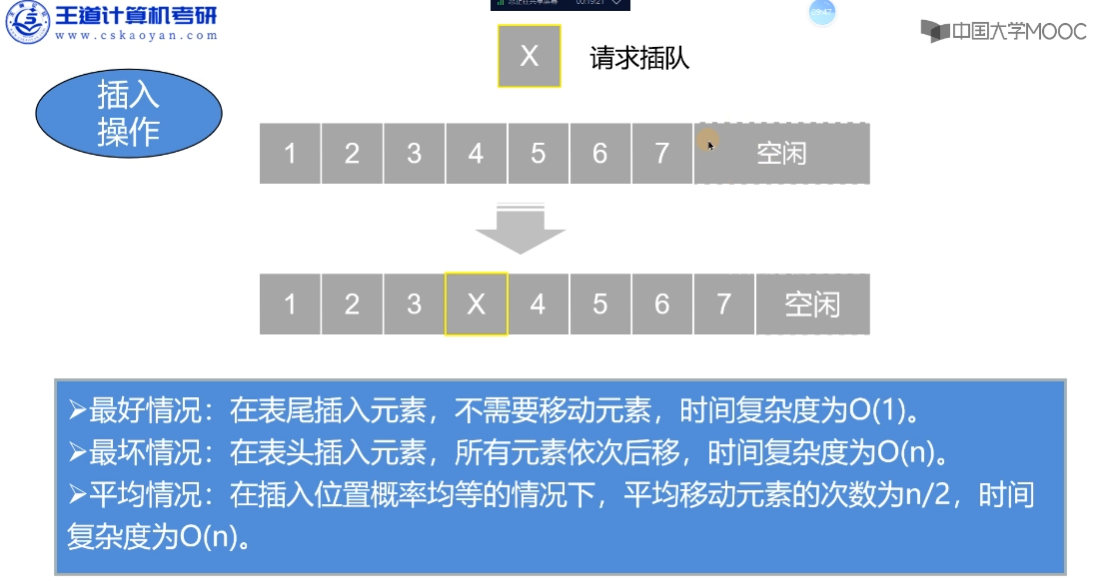 王道计算机考研
www.cskaoyan.com
00:19:21
09:47
中国大学MOOC
X 请求插队
插入
操作
1 2 3 4 5 6 7 空闲
1 2 3 X 4 5 6 7 空闲
➢最好情况：在表尾插入元素，不需要移动元素，时间复杂度为O(1)。
➢最坏情况：在表头插入元素，所有元素依次后移，时间复杂度为O(n)。
➢平均情况：在插入位置概率均等的情况下，平均移动元素的次数为n/2，时间
复杂度为O(n)。